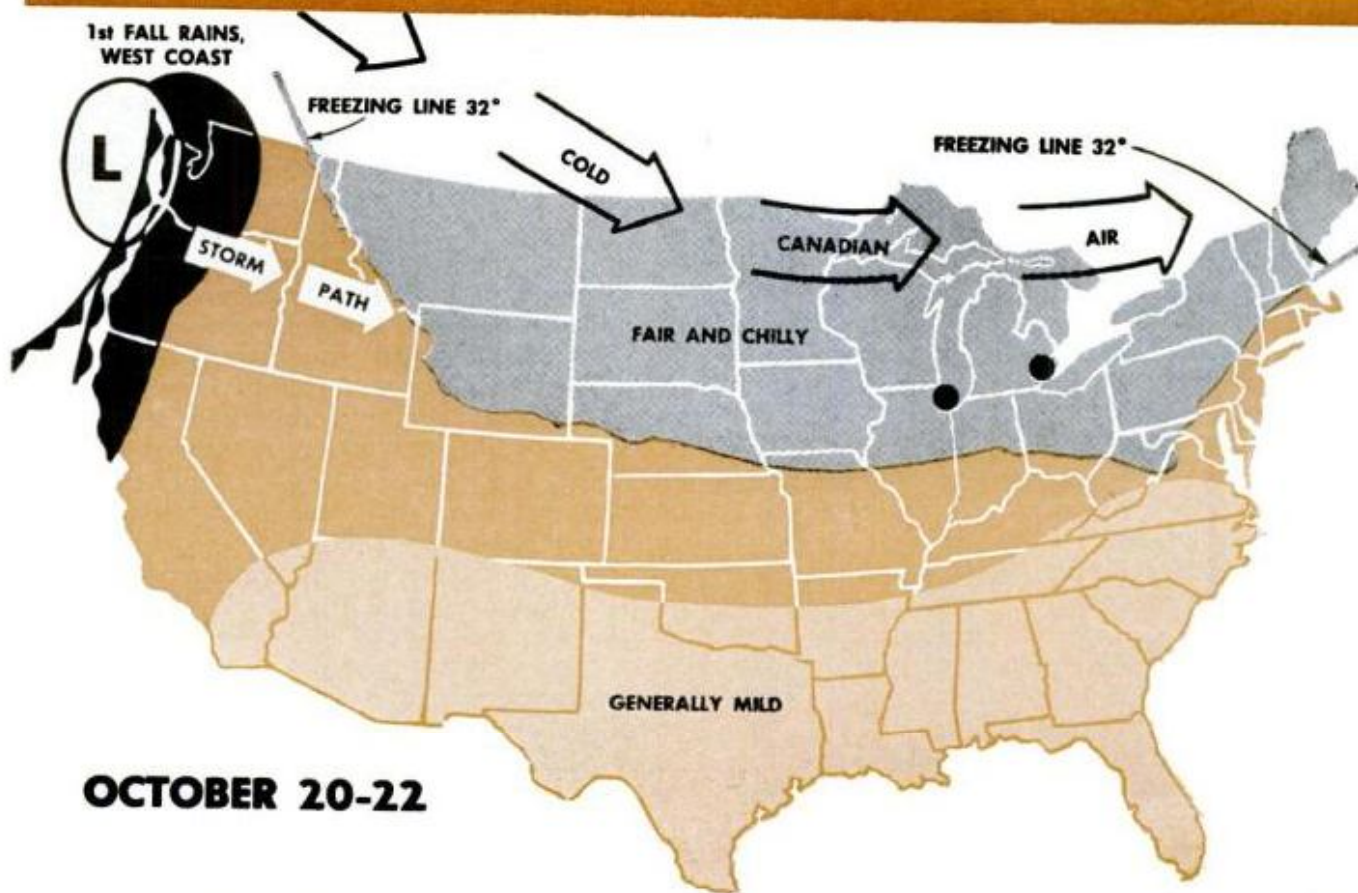 1st FALL RAINS,
WEST COAST
FREEZING LINE 32°
FREEZING LINE 32°
L
COLD
CANADIAN
AIR
STORM
PATH
FAIR AND CHILLY
GENERALLY MILD
OCTOBER 20-22